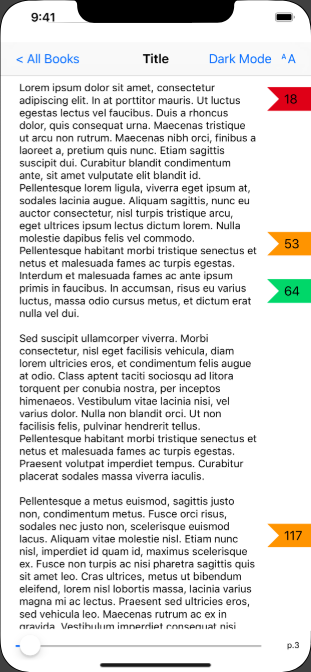 9:41
< All Books Title Dark Mode ᴬA
Lorem ipsum dolor sit amet, consectetur
adipiscing elit. In at porttitor mauris. Ut luctus
egestas lectus vel faucibus. Duis a rhoncus
dolor, quis consequat urna. Maecenas tristique
ut arcu non rutrum. Maecenas nibh orci, finibus a
laoreet a, pretium quis nunc. Etiam sagittis
suscipit dui. Curabitur blandit condimentum
ante, sit amet vulputate elit blandit id.
Pellentesque lorem ligula, viverra eget ipsum at,
sodales lacinia augue. Aliquam sagittis, nunc eu
auctor consectetur, nisl turpis tristique arcu,
eget ultrices ipsum lectus dictum lorem. Nulla
molestie dapibus felis vel commodo.
Pellentesque habitant morbi tristique senectus et
netus et malesuada fames ac turpis egestas.
Interdum et malesuada fames ac ante ipsum
primis in faucibus. In accumsan, risus eu varius
luctus, massa odio cursus metus, et dictum erat
nulla vel dui.
Sed suscipit ullamcorper viverra. Morbi
consectetur, nisl eget facilisis vehicula, diam
lorem ultricies eros, et condimentum felis augue
at odio. Class aptent taciti sociosqu ad litora
torquent per conubia nostra, per inceptos
himenaeos. Vestibulum vitae lacinia nisi, vel
varius dolor. Nulla non blandit orci. Ut non
facilisis felis, pulvinar hendrerit tellus.
Pellentesque habitant morbi tristique senectus et
netus et malesuada fames ac turpis egestas.
Praesent volutpat imperdiet tempus. Curabitur
placerat sodales massa viverra iaculis.
Pellentesque a metus euismod, sagittis justo
non, condimentum metus. Fusce orci risus,
sodales nec justo non, scelerisque euismod
lacus. Aliquam vitae molestie nisl. Etiam nunc
nisl, imperdiet id quam id, maximus scelerisque
ex. Fusce non turpis ac nisi pharetra sagittis quis
sit amet leo. Cras ultrices, metus ut bibendum
eleifend, lorem nisl lobortis massa, lacinia varius
magna mi ac lectus. Praesent sed ultricies eros,
sed vehicula leo. Maecenas rutrum ac ex in
gravida. Vestibulum imperdiet consequat nisi
18
53
64
117
p.3